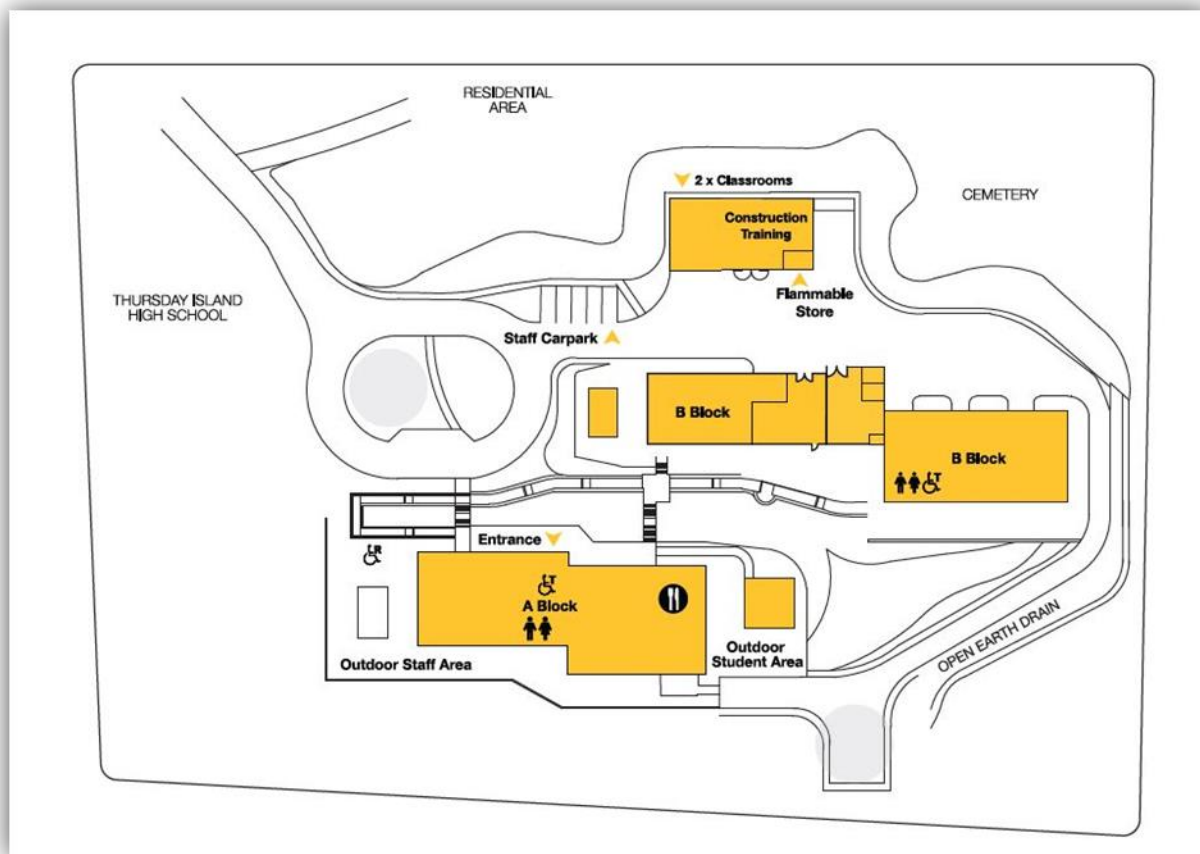 RESIDENTIAL
AREA
2 x Classrooms
CEMETERY
Construction
Training
THURSDAY ISLAND
HIGH SCHOOL
Flammable
Store
Staff Carpark
B Block
B Block
LT
Entrance
LR
LT
A Block
Outdoor Staff Area
Outdoor
Student Area
OPEN EARTH DRAIN